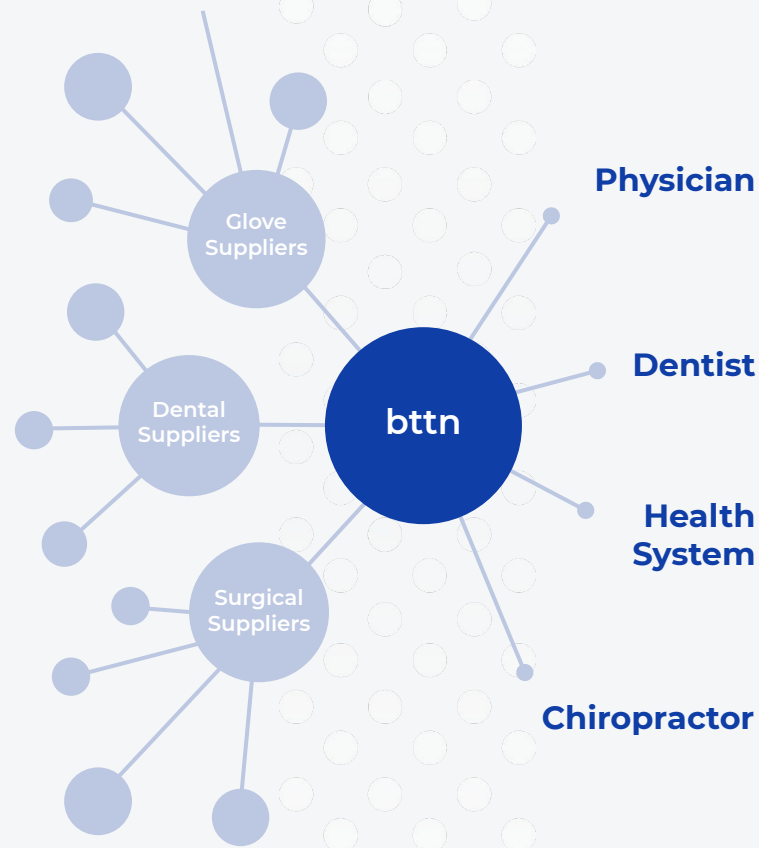 Glove
Suppliers
Dental
Suppliers
Surgical
Suppliers
bttn
Physician
Dentist
Health
System
Chiropractor